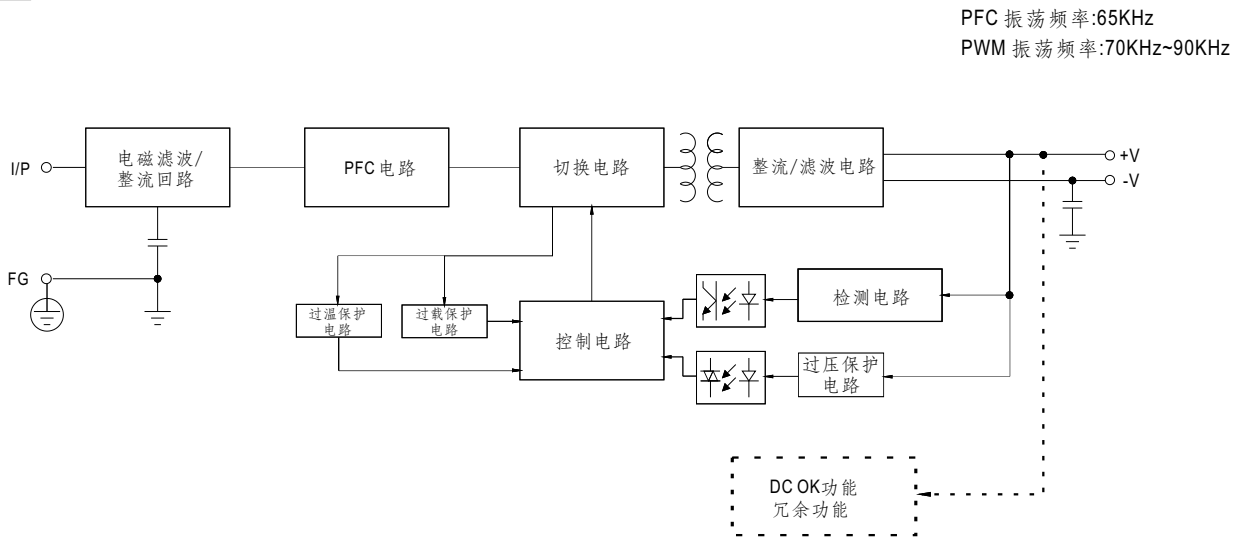 PFC 振荡频率:65KHz
PWM 振荡频率:70KHz~90KHz
I/P
电磁滤波/
整流回路
PFC 电路
切换电路
整流/滤波电路
+V
-V
FG
过温保护
电路
过载保护
电路
控制电路
检测电路
过压保护
电路
DC OK功能
冗余功能